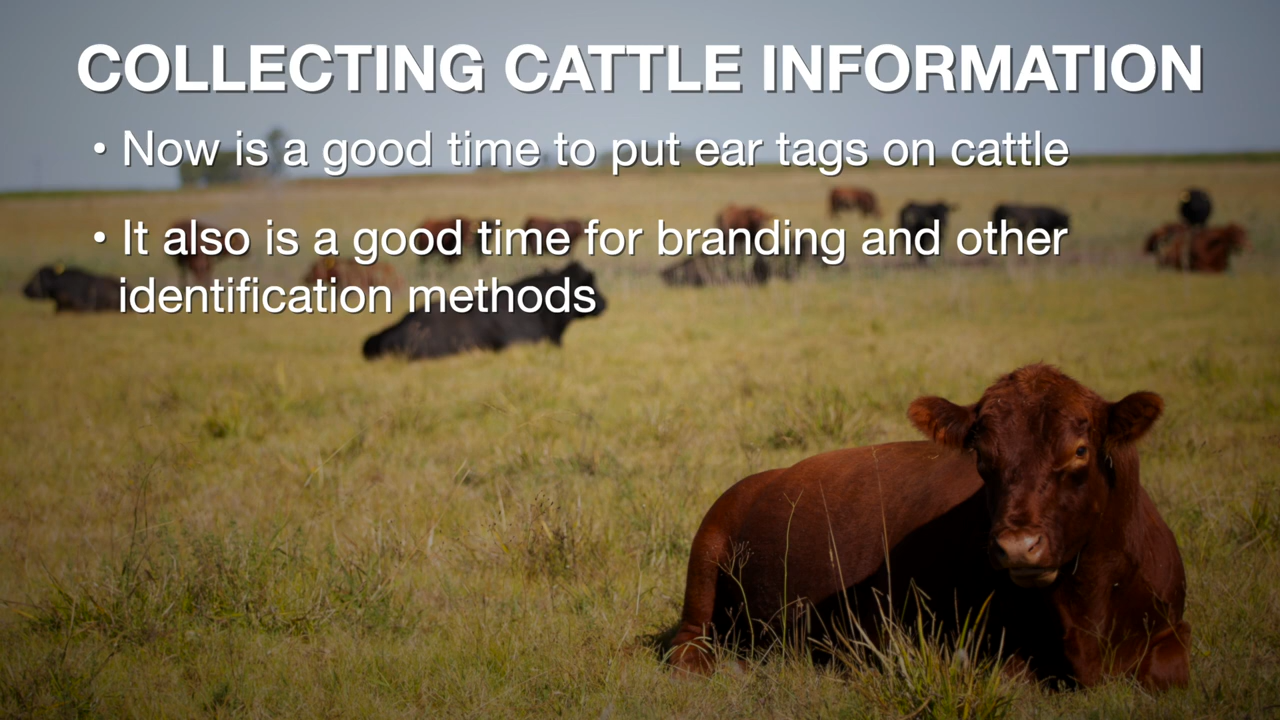 COLLECTING CATTLE INFORMATION
• Now is a good time to put ear tags on cattle
• It also is a good time for branding and other
identification methods